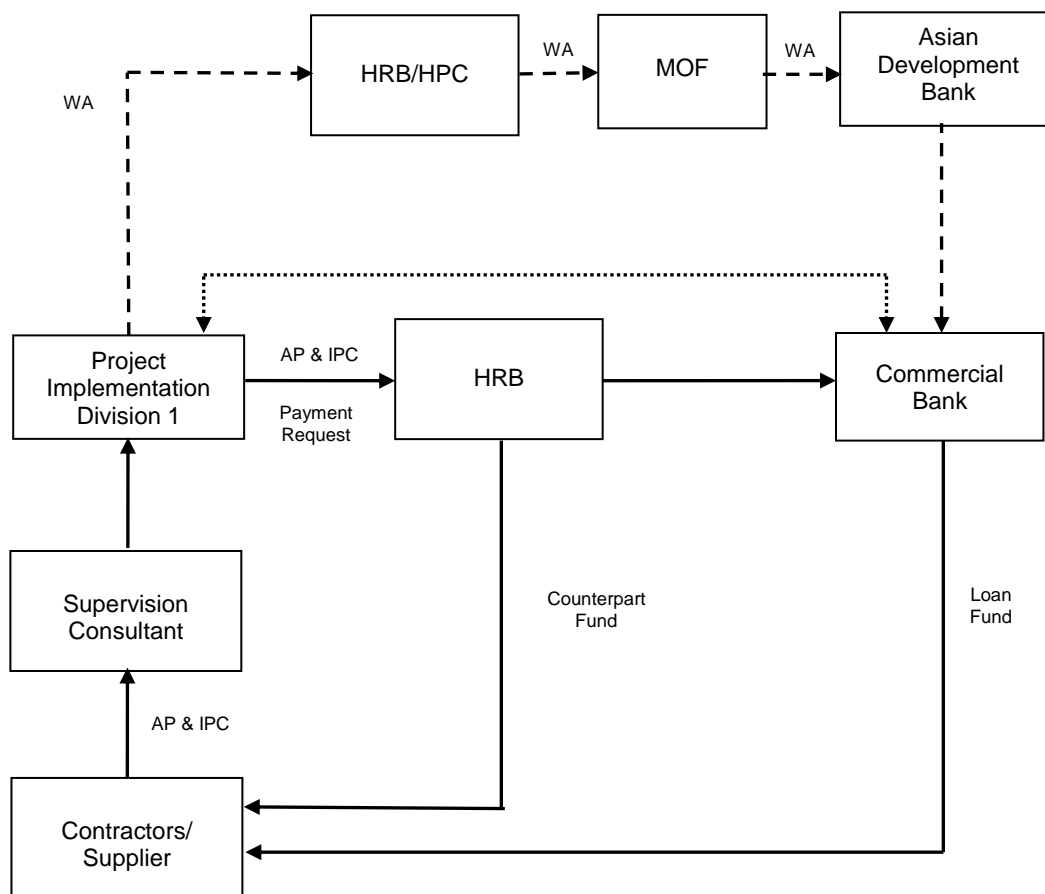 WA
HRB/HPC
WA
MOF
WA
Asian
Development
Bank
Project
Implementation
Division 1
AP & IPC
Payment
Request
HRB
Commercial
Bank
Supervision
Consultant
Counterpart
Fund
Loan
Fund
AP & IPC
Contractors/
Supplier